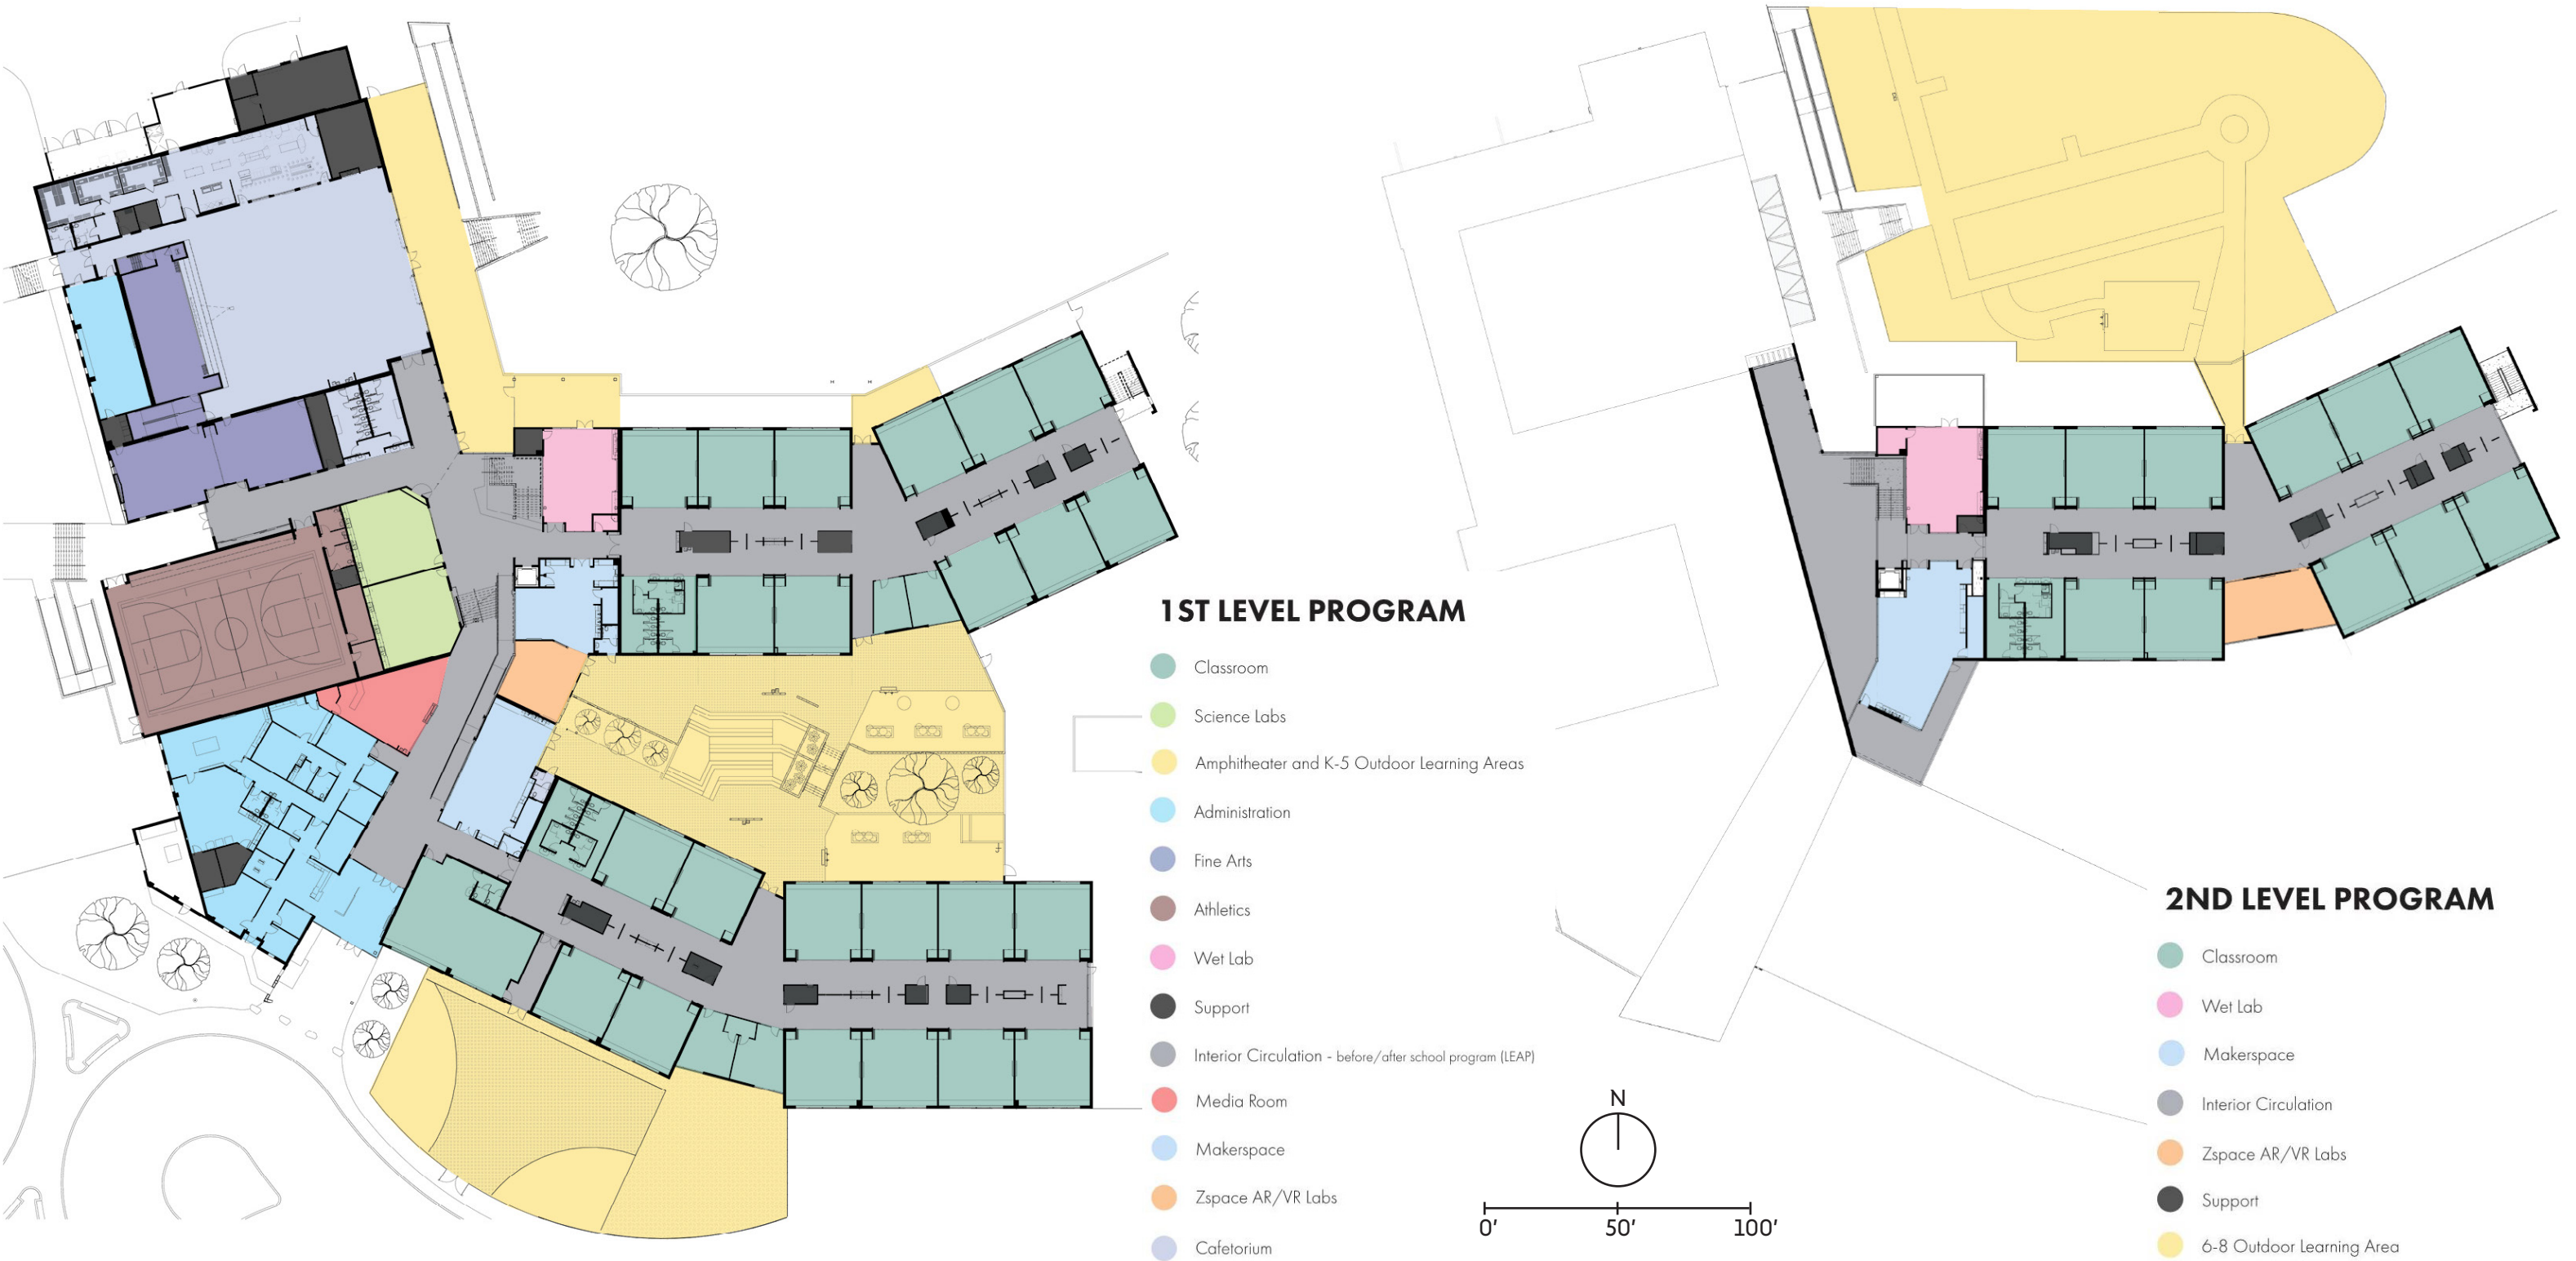 1ST LEVEL PROGRAM
Classroom
Science Labs
Amphitheater and K-5 Outdoor Learning Areas
Administration
Fine Arts
Athletics
Wet Lab
Support
Interior Circulation - before/after school program (LEAP)
Media Room
Makerspace
Zspace AR/VR Labs
Cafetorium
N
0' 50' 100'
2ND LEVEL PROGRAM
Classroom
Wet Lab
Makerspace
Interior Circulation
Zspace AR/VR Labs
Support
6-8 Outdoor Learning Area